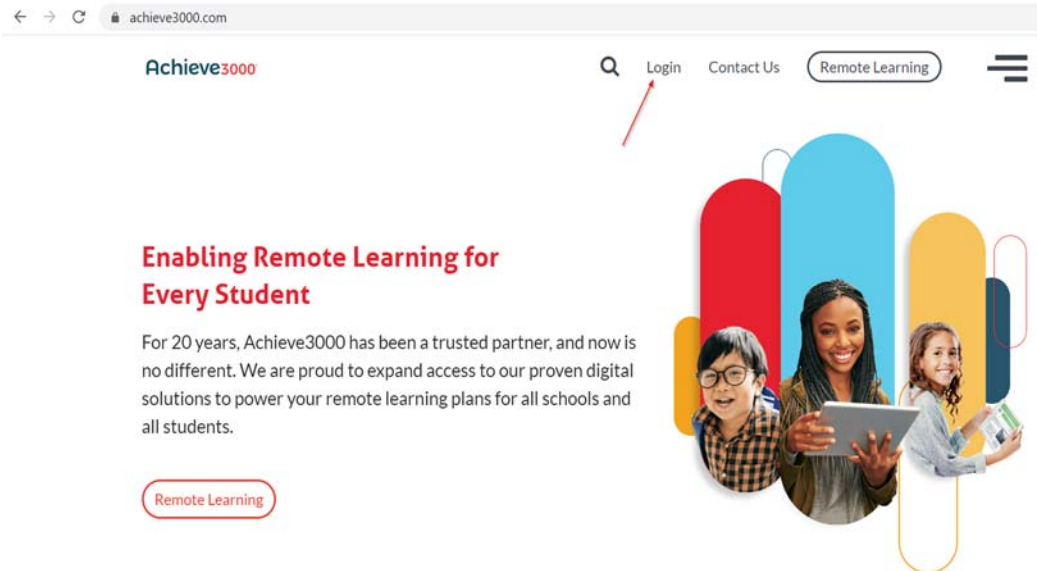 achieve3000.com
Achieve3000 Login Contact Us Remote Learning
Enabling Remote Learning for
Every Student
For 20 years, Achieve3000 has been a trusted partner, and now is
no different. We are proud to expand access to our proven digital
solutions to power your remote learning plans for all schools and
all students.
Remote Learning